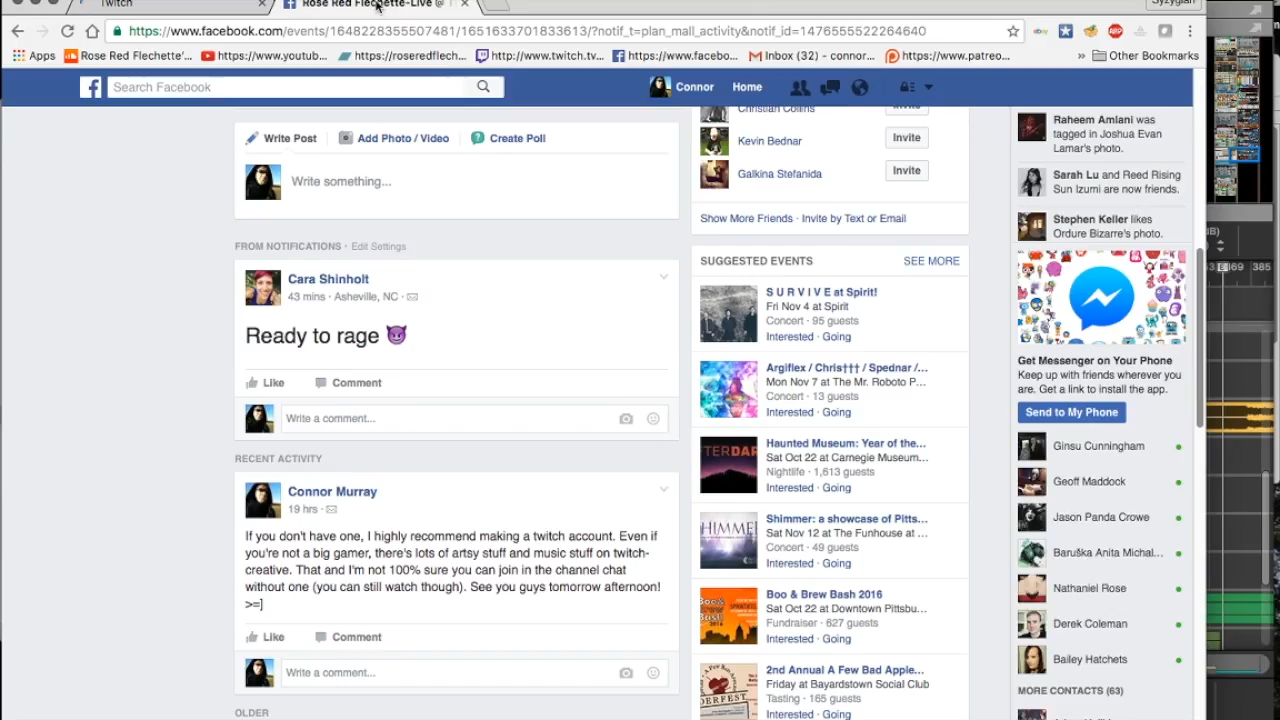 Twitch
Rose Red Flechette-Live @
Syzygian
https://www.facebook.com/events/1648228355507481/1651633701833613/?notif_t=plan_mall_activity&notif_id=1476555522264640
Apps
Rose Red Flechette'...
https://www.youtub...
https://roseredflech...
http://www.twitch.tv...
https://www.facebo...
Inbox (32) - connor...
https://www.patreo...
» Other Bookmarks
Search Facebook
Connor
Home
Write Post
Add Photo / Video
Create Poll
Write something...
FROM NOTIFICATIONS · Edit Settings
Cara Shinholt
43 mins · Asheville, NC ·
Ready to rage 😈
Like
Comment
Write a comment...
RECENT ACTIVITY
Connor Murray
19 hrs ·
If you don't have one, I highly recommend making a twitch account. Even if
you're not a big gamer, there's lots of artsy stuff and music stuff on twitch-
creative. That and I'm not 100% sure you can join in the channel chat
without one (you can still watch though). See you guys tomorrow afternoon!
>=]
Like
Comment
Write a comment...
OLDER
Christian Collins
Invite
Kevin Bednar
Invite
Galkina Stefanida
Invite
Show More Friends · Invite by Text or Email
SUGGESTED EVENTS
SEE MORE
S U R V I V E at Spirit!
Fri Nov 4 at Spirit
Concert · 95 guests
Interested · Going
Argiflex / Chris††† / Spednar /...
Mon Nov 7 at The Mr. Roboto P...
Concert · 13 guests
Interested · Going
TERDAR
Haunted Museum: Year of the...
Sat Oct 22 at Carnegie Museum...
Nightlife · 1,613 guests
Interested · Going
HIMME
Shimmer: a showcase of Pitts...
Sat Nov 12 at The Funhouse at ...
Concert · 49 guests
Interested · Going
Boo & Brew Bash 2016
Sat Oct 22 at Downtown Pittsbu...
Fundraiser · 627 guests
Interested · Going
2nd Annual A Few Bad Apple...
Friday at Bayardstown Social Club
Tasting · 165 guests
Interested · Going
Raheem Amlani was
tagged in Joshua Evan
Lamar's photo.
Sarah Lu and Reed Rising
Sun Izumi are now friends.
Stephen Keller likes
Ordure Bizarre's photo.
Get Messenger on Your Phone
Keep up with friends wherever you
are. Get a link to install the app.
Send to My Phone
Ginsu Cunningham
Geoff Maddock
Jason Panda Crowe
Baruška Anita Michal...
Nathaniel Rose
Derek Coleman
Bailey Hatchets
MORE CONTACTS (63)
369
385